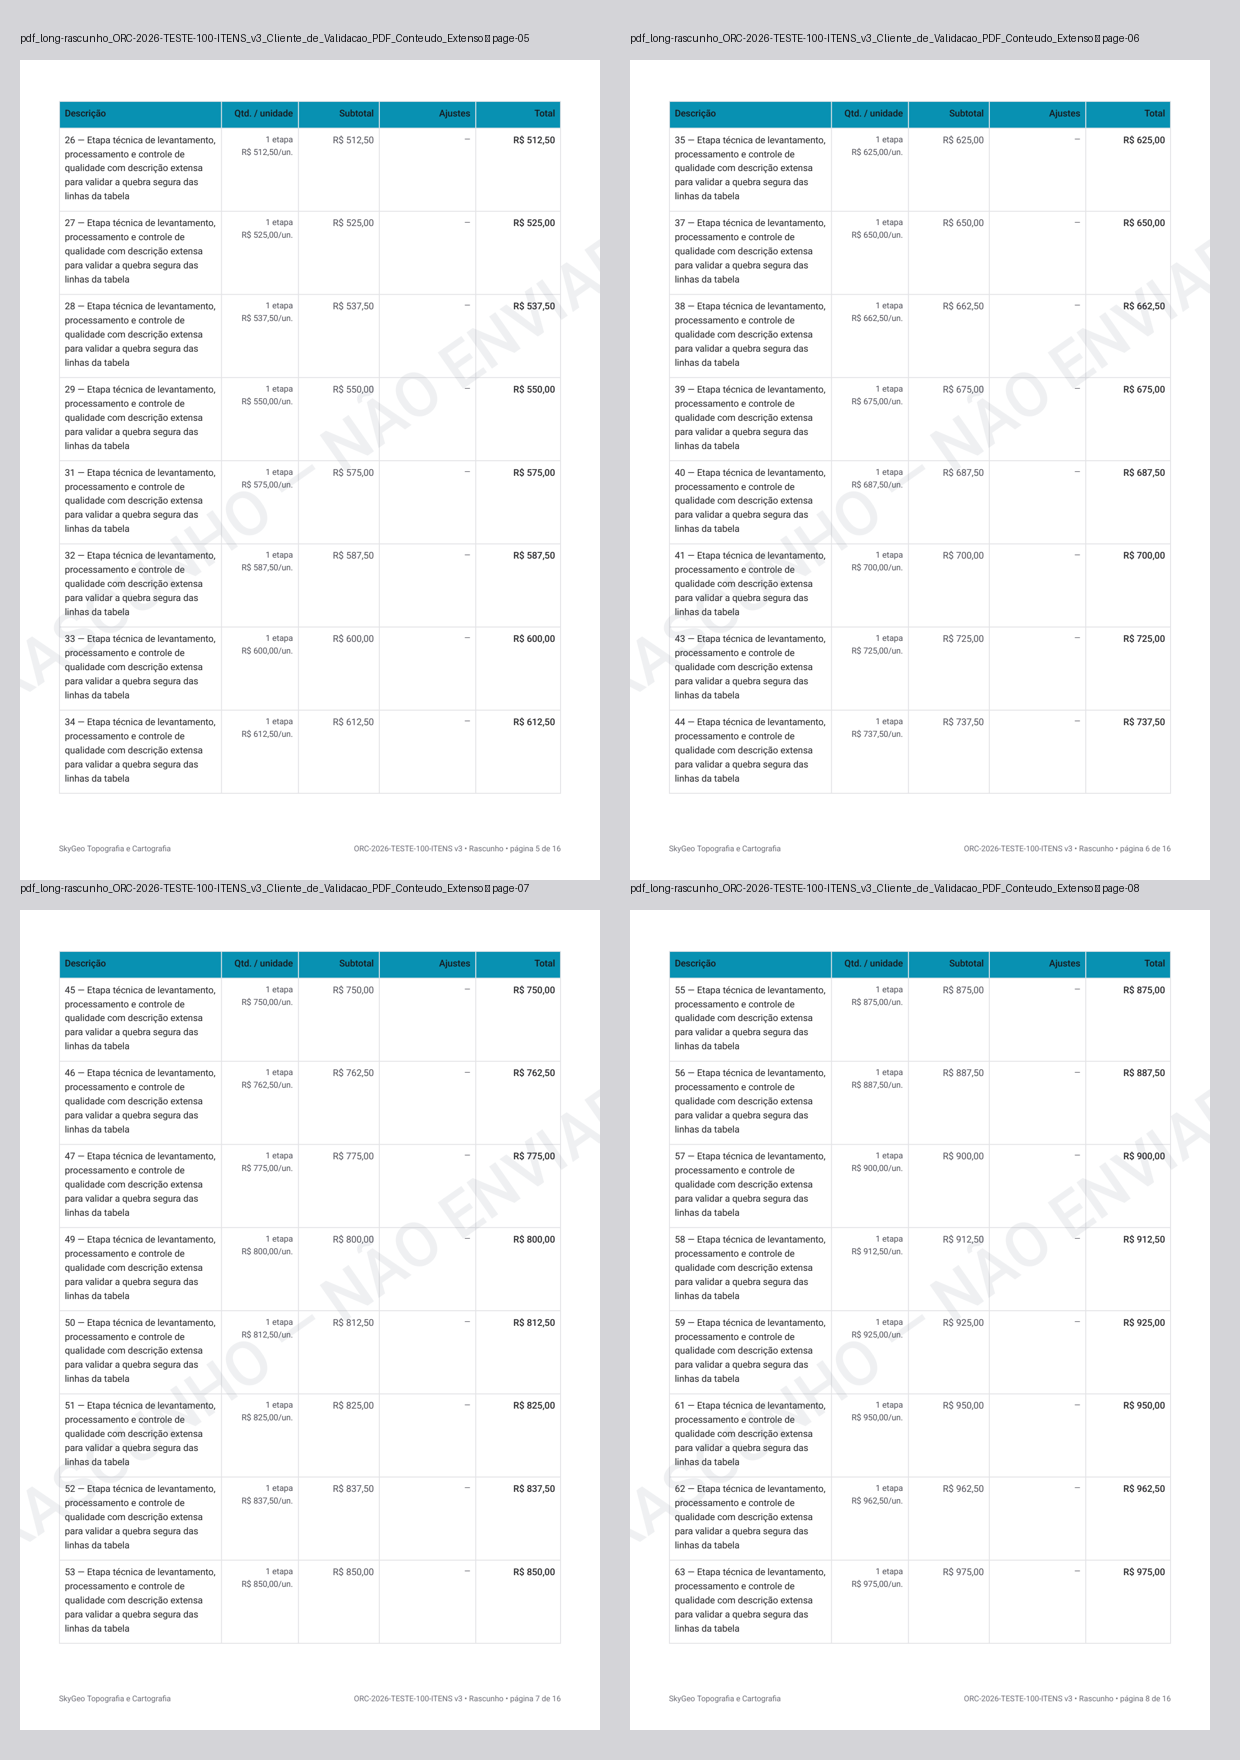 pdf_long-rascunho_ORC-2026-TESTE-100-ITENS_v3_Cliente_de_Validacao_PDF_Conteudo_Extenso page-05
Descrição Qtd. / unidade Subtotal Ajustes Total
26 — Etapa técnica de levantamento, 1 etapa R$ 512,50 — R$ 512,50
processamento e controle de R$ 512,50/un.
qualidade com descrição extensa
para validar a quebra segura das
linhas da tabela
27 — Etapa técnica de levantamento, 1 etapa R$ 525,00 — R$ 525,00
processamento e controle de R$ 525,00/un.
qualidade com descrição extensa
para validar a quebra segura das
linhas da tabela
28 — Etapa técnica de levantamento, 1 etapa R$ 537,50 — R$ 537,50
processamento e controle de R$ 537,50/un.
qualidade com descrição extensa
para validar a quebra segura das
linhas da tabela
29 — Etapa técnica de levantamento, 1 etapa R$ 550,00 — R$ 550,00
processamento e controle de R$ 550,00/un.
qualidade com descrição extensa
para validar a quebra segura das
linhas da tabela
31 — Etapa técnica de levantamento, 1 etapa R$ 575,00 — R$ 575,00
processamento e controle de R$ 575,00/un.
qualidade com descrição extensa
para validar a quebra segura das
linhas da tabela
32 — Etapa técnica de levantamento, 1 etapa R$ 587,50 — R$ 587,50
processamento e controle de R$ 587,50/un.
qualidade com descrição extensa
para validar a quebra segura das
linhas da tabela
33 — Etapa técnica de levantamento, 1 etapa R$ 600,00 — R$ 600,00
processamento e controle de R$ 600,00/un.
qualidade com descrição extensa
para validar a quebra segura das
linhas da tabela
34 — Etapa técnica de levantamento, 1 etapa R$ 612,50 — R$ 612,50
processamento e controle de R$ 612,50/un.
qualidade com descrição extensa
para validar a quebra segura das
linhas da tabela
RASCUNHO — NÃO ENVIAR
SkyGeo Topografia e Cartografia ORC-2026-TESTE-100-ITENS v3 • Rascunho • página 5 de 16
pdf_long-rascunho_ORC-2026-TESTE-100-ITENS_v3_Cliente_de_Validacao_PDF_Conteudo_Extenso page-06
Descrição Qtd. / unidade Subtotal Ajustes Total
35 — Etapa técnica de levantamento, 1 etapa R$ 625,00 — R$ 625,00
processamento e controle de R$ 625,00/un.
qualidade com descrição extensa
para validar a quebra segura das
linhas da tabela
37 — Etapa técnica de levantamento, 1 etapa R$ 650,00 — R$ 650,00
processamento e controle de R$ 650,00/un.
qualidade com descrição extensa
para validar a quebra segura das
linhas da tabela
38 — Etapa técnica de levantamento, 1 etapa R$ 662,50 — R$ 662,50
processamento e controle de R$ 662,50/un.
qualidade com descrição extensa
para validar a quebra segura das
linhas da tabela
39 — Etapa técnica de levantamento, 1 etapa R$ 675,00 — R$ 675,00
processamento e controle de R$ 675,00/un.
qualidade com descrição extensa
para validar a quebra segura das
linhas da tabela
40 — Etapa técnica de levantamento, 1 etapa R$ 687,50 — R$ 687,50
processamento e controle de R$ 687,50/un.
qualidade com descrição extensa
para validar a quebra segura das
linhas da tabela
41 — Etapa técnica de levantamento, 1 etapa R$ 700,00 — R$ 700,00
processamento e controle de R$ 700,00/un.
qualidade com descrição extensa
para validar a quebra segura das
linhas da tabela
43 — Etapa técnica de levantamento, 1 etapa R$ 725,00 — R$ 725,00
processamento e controle de R$ 725,00/un.
qualidade com descrição extensa
para validar a quebra segura das
linhas da tabela
44 — Etapa técnica de levantamento, 1 etapa R$ 737,50 — R$ 737,50
processamento e controle de R$ 737,50/un.
qualidade com descrição extensa
para validar a quebra segura das
linhas da tabela
RASCUNHO — NÃO ENVIAR
SkyGeo Topografia e Cartografia ORC-2026-TESTE-100-ITENS v3 • Rascunho • página 6 de 16
pdf_long-rascunho_ORC-2026-TESTE-100-ITENS_v3_Cliente_de_Validacao_PDF_Conteudo_Extenso page-07
Descrição Qtd. / unidade Subtotal Ajustes Total
45 — Etapa técnica de levantamento, 1 etapa R$ 750,00 — R$ 750,00
processamento e controle de R$ 750,00/un.
qualidade com descrição extensa
para validar a quebra segura das
linhas da tabela
46 — Etapa técnica de levantamento, 1 etapa R$ 762,50 — R$ 762,50
processamento e controle de R$ 762,50/un.
qualidade com descrição extensa
para validar a quebra segura das
linhas da tabela
47 — Etapa técnica de levantamento, 1 etapa R$ 775,00 — R$ 775,00
processamento e controle de R$ 775,00/un.
qualidade com descrição extensa
para validar a quebra segura das
linhas da tabela
49 — Etapa técnica de levantamento, 1 etapa R$ 800,00 — R$ 800,00
processamento e controle de R$ 800,00/un.
qualidade com descrição extensa
para validar a quebra segura das
linhas da tabela
50 — Etapa técnica de levantamento, 1 etapa R$ 812,50 — R$ 812,50
processamento e controle de R$ 812,50/un.
qualidade com descrição extensa
para validar a quebra segura das
linhas da tabela
51 — Etapa técnica de levantamento, 1 etapa R$ 825,00 — R$ 825,00
processamento e controle de R$ 825,00/un.
qualidade com descrição extensa
para validar a quebra segura das
linhas da tabela
52 — Etapa técnica de levantamento, 1 etapa R$ 837,50 — R$ 837,50
processamento e controle de R$ 837,50/un.
qualidade com descrição extensa
para validar a quebra segura das
linhas da tabela
53 — Etapa técnica de levantamento, 1 etapa R$ 850,00 — R$ 850,00
processamento e controle de R$ 850,00/un.
qualidade com descrição extensa
para validar a quebra segura das
linhas da tabela
RASCUNHO — NÃO ENVIAR
SkyGeo Topografia e Cartografia ORC-2026-TESTE-100-ITENS v3 • Rascunho • página 7 de 16
pdf_long-rascunho_ORC-2026-TESTE-100-ITENS_v3_Cliente_de_Validacao_PDF_Conteudo_Extenso page-08
Descrição Qtd. / unidade Subtotal Ajustes Total
55 — Etapa técnica de levantamento, 1 etapa R$ 875,00 — R$ 875,00
processamento e controle de R$ 875,00/un.
qualidade com descrição extensa
para validar a quebra segura das
linhas da tabela
56 — Etapa técnica de levantamento, 1 etapa R$ 887,50 — R$ 887,50
processamento e controle de R$ 887,50/un.
qualidade com descrição extensa
para validar a quebra segura das
linhas da tabela
57 — Etapa técnica de levantamento, 1 etapa R$ 900,00 — R$ 900,00
processamento e controle de R$ 900,00/un.
qualidade com descrição extensa
para validar a quebra segura das
linhas da tabela
58 — Etapa técnica de levantamento, 1 etapa R$ 912,50 — R$ 912,50
processamento e controle de R$ 912,50/un.
qualidade com descrição extensa
para validar a quebra segura das
linhas da tabela
59 — Etapa técnica de levantamento, 1 etapa R$ 925,00 — R$ 925,00
processamento e controle de R$ 925,00/un.
qualidade com descrição extensa
para validar a quebra segura das
linhas da tabela
61 — Etapa técnica de levantamento, 1 etapa R$ 950,00 — R$ 950,00
processamento e controle de R$ 950,00/un.
qualidade com descrição extensa
para validar a quebra segura das
linhas da tabela
62 — Etapa técnica de levantamento, 1 etapa R$ 962,50 — R$ 962,50
processamento e controle de R$ 962,50/un.
qualidade com descrição extensa
para validar a quebra segura das
linhas da tabela
63 — Etapa técnica de levantamento, 1 etapa R$ 975,00 — R$ 975,00
processamento e controle de R$ 975,00/un.
qualidade com descrição extensa
para validar a quebra segura das
linhas da tabela
RASCUNHO — NÃO ENVIAR
SkyGeo Topografia e Cartografia ORC-2026-TESTE-100-ITENS v3 • Rascunho • página 8 de 16